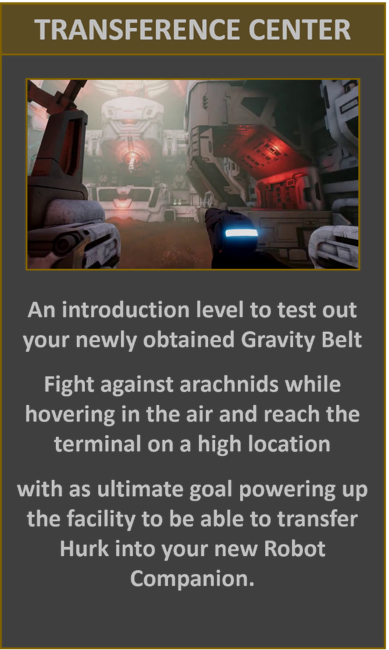 TRANSFERENCE CENTER
An introduction level to test out
your newly obtained Gravity Belt
Fight against arachnids while
hovering in the air and reach the
terminal on a high location
with as ultimate goal powering up
the facility to be able to transfer
Hurk into your new Robot
Companion.